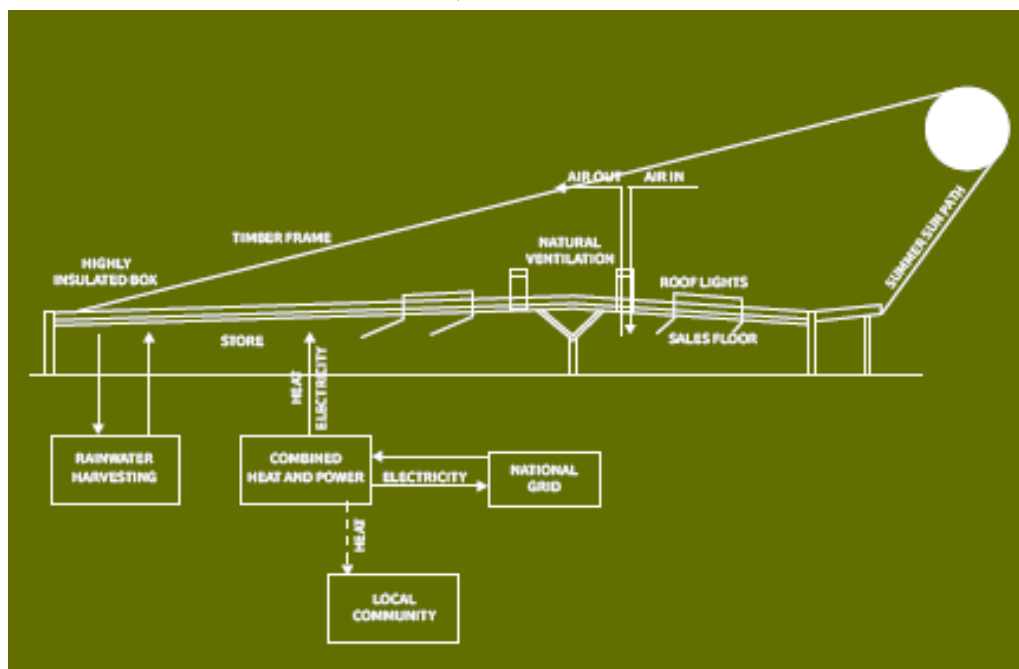 AIR OUT
AIR IN
SUMMER SUN PATH
TIMBER FRAME
NATURAL
VENTILATION
HIGHLY
INSULATED BOX
ROOF LIGHTS
STORE
SALES FLOOR
HEAT
ELECTRICITY
RAINWATER
HARVESTING
COMBINED
HEAT AND POWER
ELECTRICITY
NATIONAL
GRID
HEAT
LOCAL
COMMUNITY